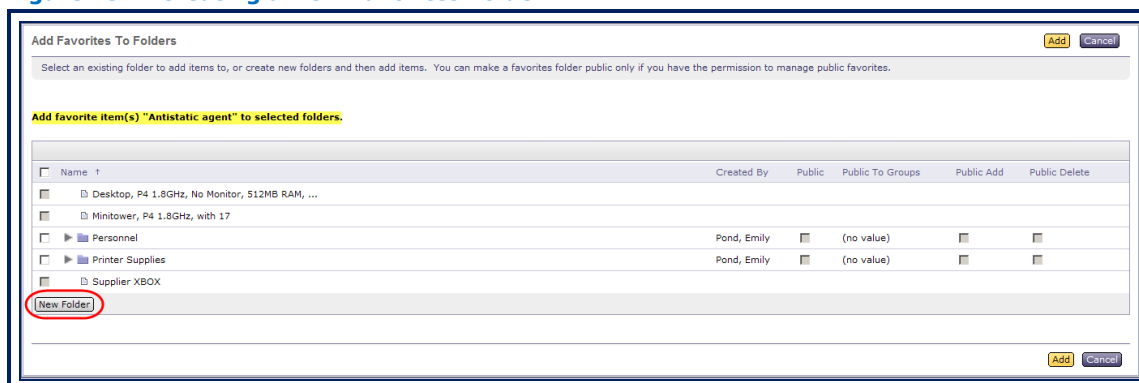 Add Favorites To Folders
Add Cancel
Select an existing folder to add items to, or create new folders and then add items. You can make a favorites folder public only if you have the permission to manage public favorites.
Add favorite item(s) "Antistatic agent" to selected folders.
Name ↑ Created By Public Public To Groups Public Add Public Delete
Desktop, P4 1.8GHz, No Monitor, 512MB RAM, ...
Minitower, P4 1.8GHz, with 17
Personnel Pond, Emily (no value)
Printer Supplies Pond, Emily (no value)
Supplier XBOX
New Folder
Add Cancel